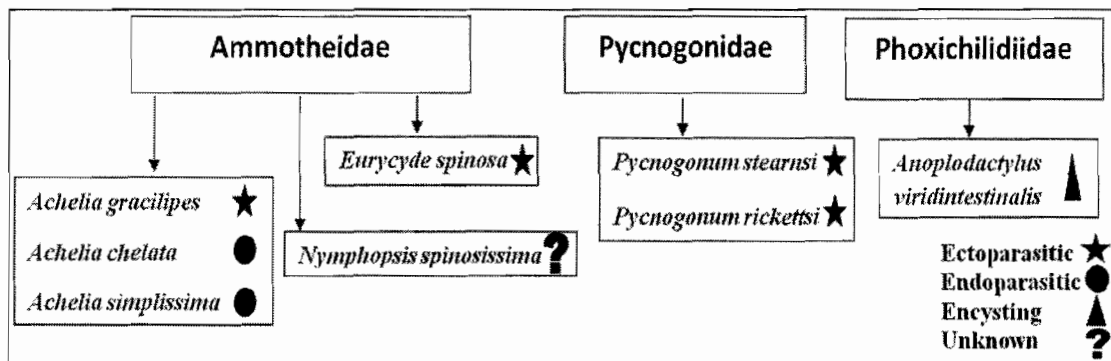 Ammotheidae
Pycnogonidae
Phoxichilidiidae
Eurycyde spinosa
Achelia gracilipes
Achelia chelata
Achelia simplissima
Nymphopsis spinosissima ?
Pycnogonum stearnsi
Pycnogonum rickettsi
Anoplodactylus
viridintestinalis
Ectoparasitic
Endoparasitic
Encysting
Unknown ?